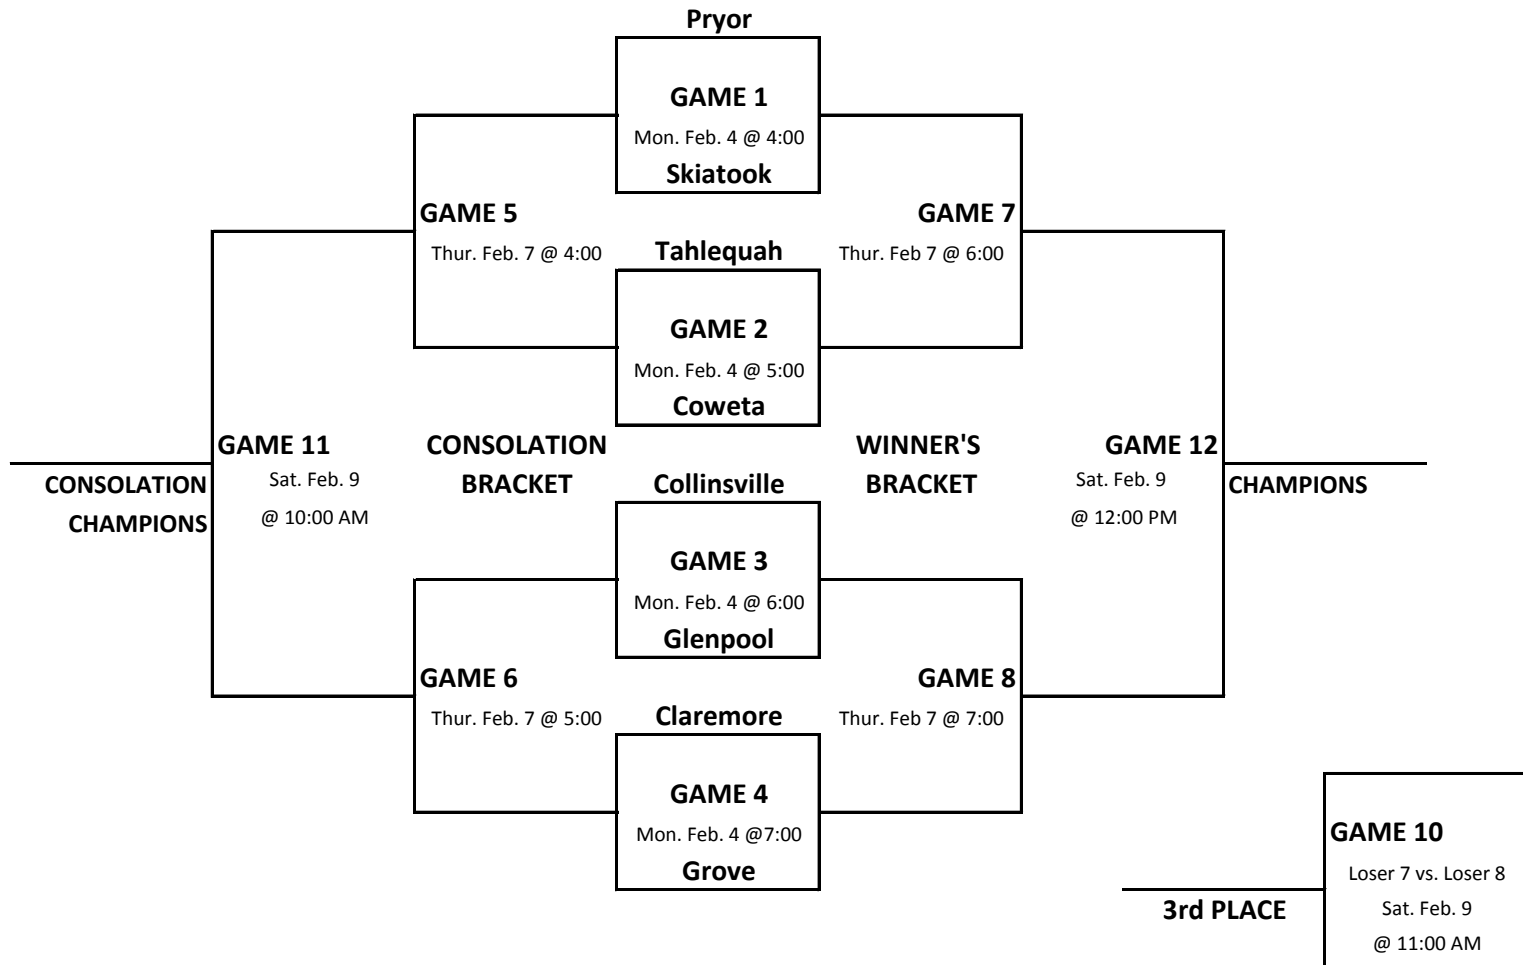 Pryor
GAME 1
Mon. Feb. 4 @ 4:00
Skiatook
GAME 5
GAME 7
Thur. Feb. 7 @ 4:00
Tahlequah
Thur. Feb 7 @ 6:00
GAME 2
Mon. Feb. 4 @ 5:00
Coweta
GAME 11
CONSOLATION
WINNER'S
GAME 12
CONSOLATION
Sat. Feb. 9
BRACKET
Collinsville
BRACKET
Sat. Feb. 9
CHAMPIONS
CHAMPIONS
@ 10:00 AM
@ 12:00 PM
GAME 3
Mon. Feb. 4 @ 6:00
Glenpool
GAME 6
GAME 8
Thur. Feb. 7 @ 5:00
Claremore
Thur. Feb 7 @ 7:00
GAME 4
Mon. Feb. 4 @7:00
Grove
GAME 10
Loser 7 vs. Loser 8
3rd PLACE
Sat. Feb. 9
@ 11:00 AM